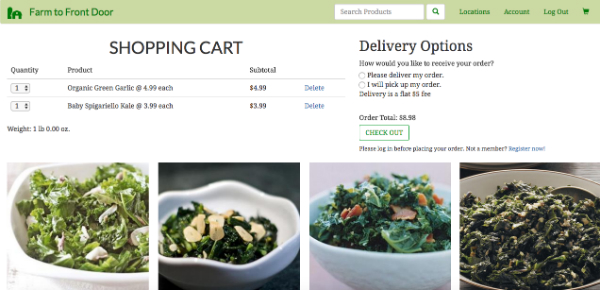 Farm to Front Door
Search Products
Locations Account Log Out
SHOPPING CART
Quantity Product Subtotal
1 Organic Green Garlic @ 4.99 each $4.99 Delete
1 Baby Spigariello Kale @ 3.99 each $3.99 Delete
Weight: 1 lb 0.00 oz.
Delivery Options
How would you like to receive your order?
Please deliver my order.
I will pick up my order.
Delivery is a flat $5 fee
Order Total: $8.98
CHECK OUT
Please log in before placing your order. Not a member? Register now!